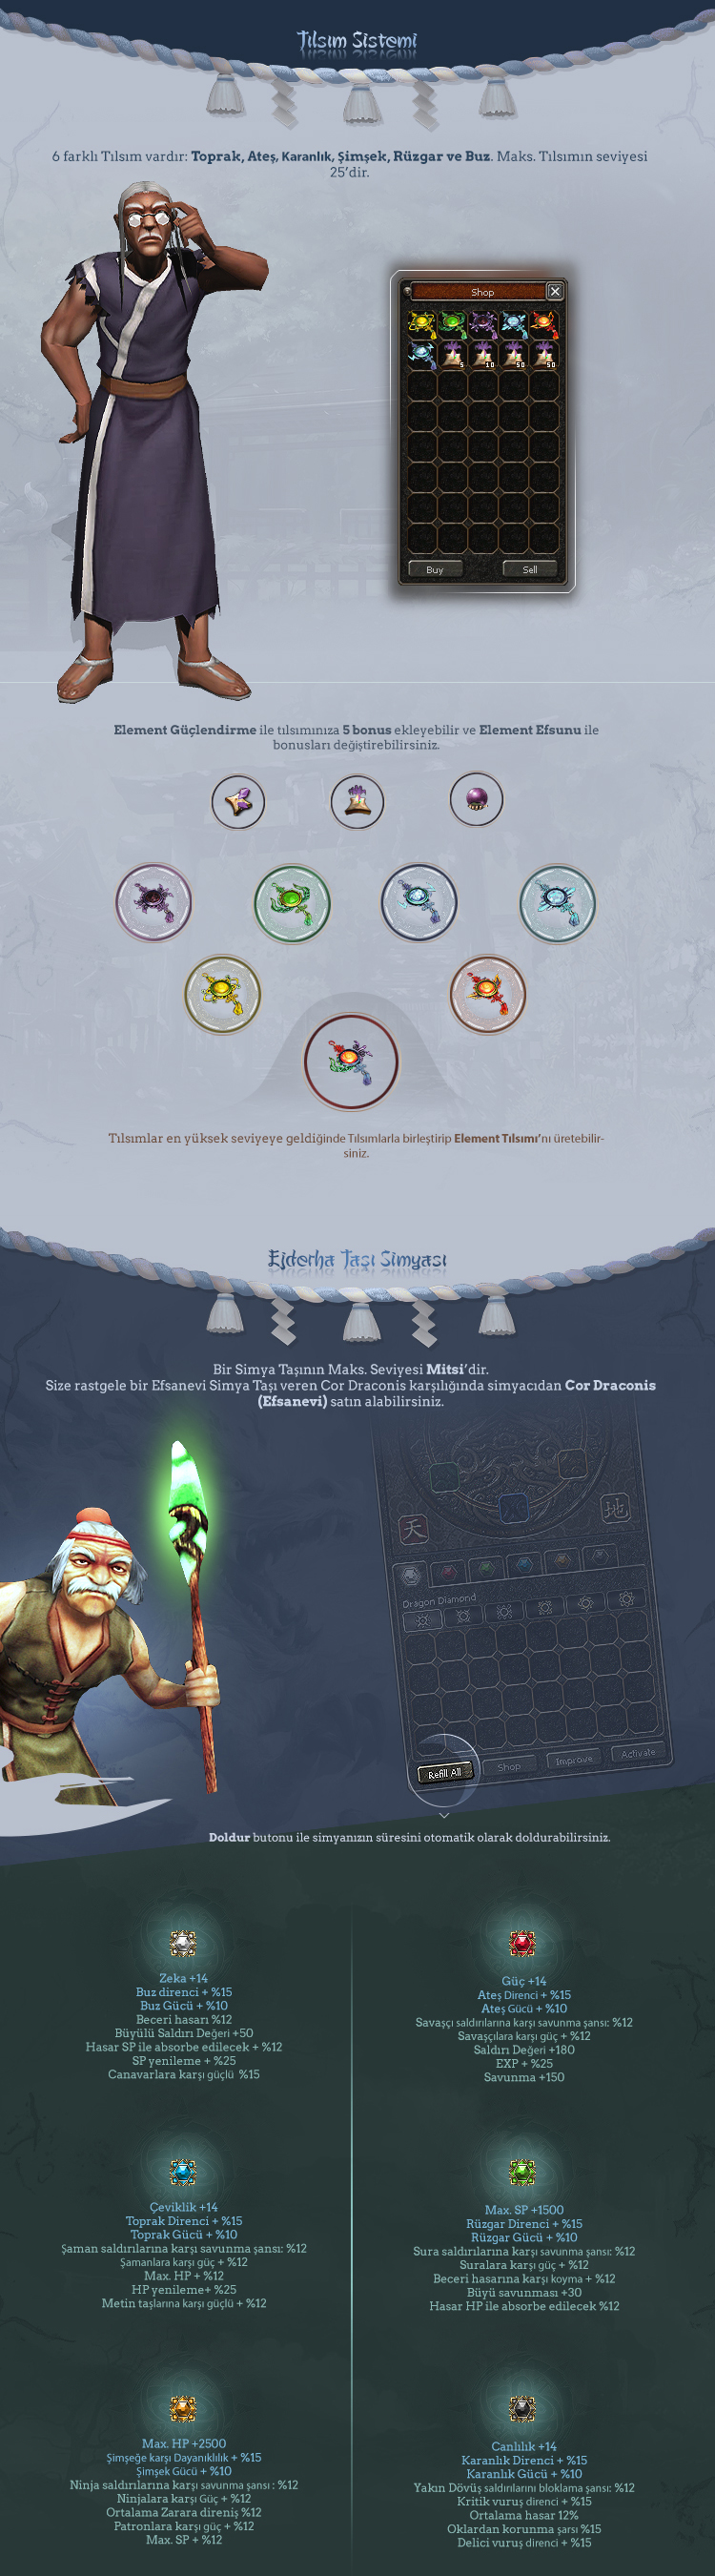 Tılsım Sistemi
6 farklı Tılsım vardır: Toprak, Ateş, Karanlık, Şimşek, Rüzgar ve Buz. Maks. Tılsımın seviyesi
25'dir.
Shop
5 10 50
Buy Sell
Element Güçlendirme ile tılsımınıza 5 bonus ekleyebilir ve Element Efsunu ile
bonusları değiştirebilirsiniz.
Tılsımlar en yüksek seviyeye geldiğinde Tılsımlarla birleştirip Element Tılsımı'nı üretebilir-
siniz.
Ejderha Taşı Simyası
Bir Simya Taşının Maks. Seviyesi Mitsi'dir.
Size rastgele bir Efsanevi Simya Taşı veren Cor Draconis karşılığında simyacıdan Cor Draconis
(Efsanevi) satın alabilirsiniz.
天 地
Dragon Diamond
Refill All Shop Improve Activate
Doldur butonu ile simyanızın süresini otomatik olarak doldurabilirsiniz.
Zeka +14
Buz direnci + %15
Buz Gücü + %10
Beceri hasarı %12
Büyülü Saldırı Değeri +50
Hasar SP ile absorbe edilecek + %12
SP yenileme + %25
Canavarlara karşı güçlü %15
Güç +14
Ateş Direnci + %15
Ateş Gücü + %10
Savaşçı saldırılarına karşı savunma şansı: %12
Savaşçılara karşı güç + %12
Saldırı Değeri +180
EXP + %25
Savunma +150
Çeviklik +14
Toprak Direnci + %15
Toprak Gücü + %10
Şaman saldırılarına karşı savunma şansı: %12
Şamanlara karşı güç + %12
Max. HP + %12
HP yenileme+ %25
Metin taşlarına karşı güçlü + %12
Max. SP +1500
Rüzgar Direnci + %15
Rüzgar Gücü + %10
Sura saldırılarına karşı savunma şansı: %12
Suralara karşı güç + %12
Beceri hasarına karşı koyma + %12
Büyü savunması +30
Hasar HP ile absorbe edilecek %12
Max. HP +2500
Şimşeğe karşı Dayanıklılık + %15
Şimşek Gücü + %10
Ninja saldırılarına karşı savunma şansı : %12
Ninjalara karşı Güç + %12
Ortalama Zarara direniş %12
Patronlara karşı güç + %12
Max. SP + %12
Canlılık +14
Karanlık Direnci + %15
Karanlık Gücü + %10
Yakın Dövüş saldırılarını bloklama şansı: %12
Kritik vuruş direnci + %15
Ortalama hasar 12%
Oklardan korunma şarsı %15
Delici vuruş direnci + %15